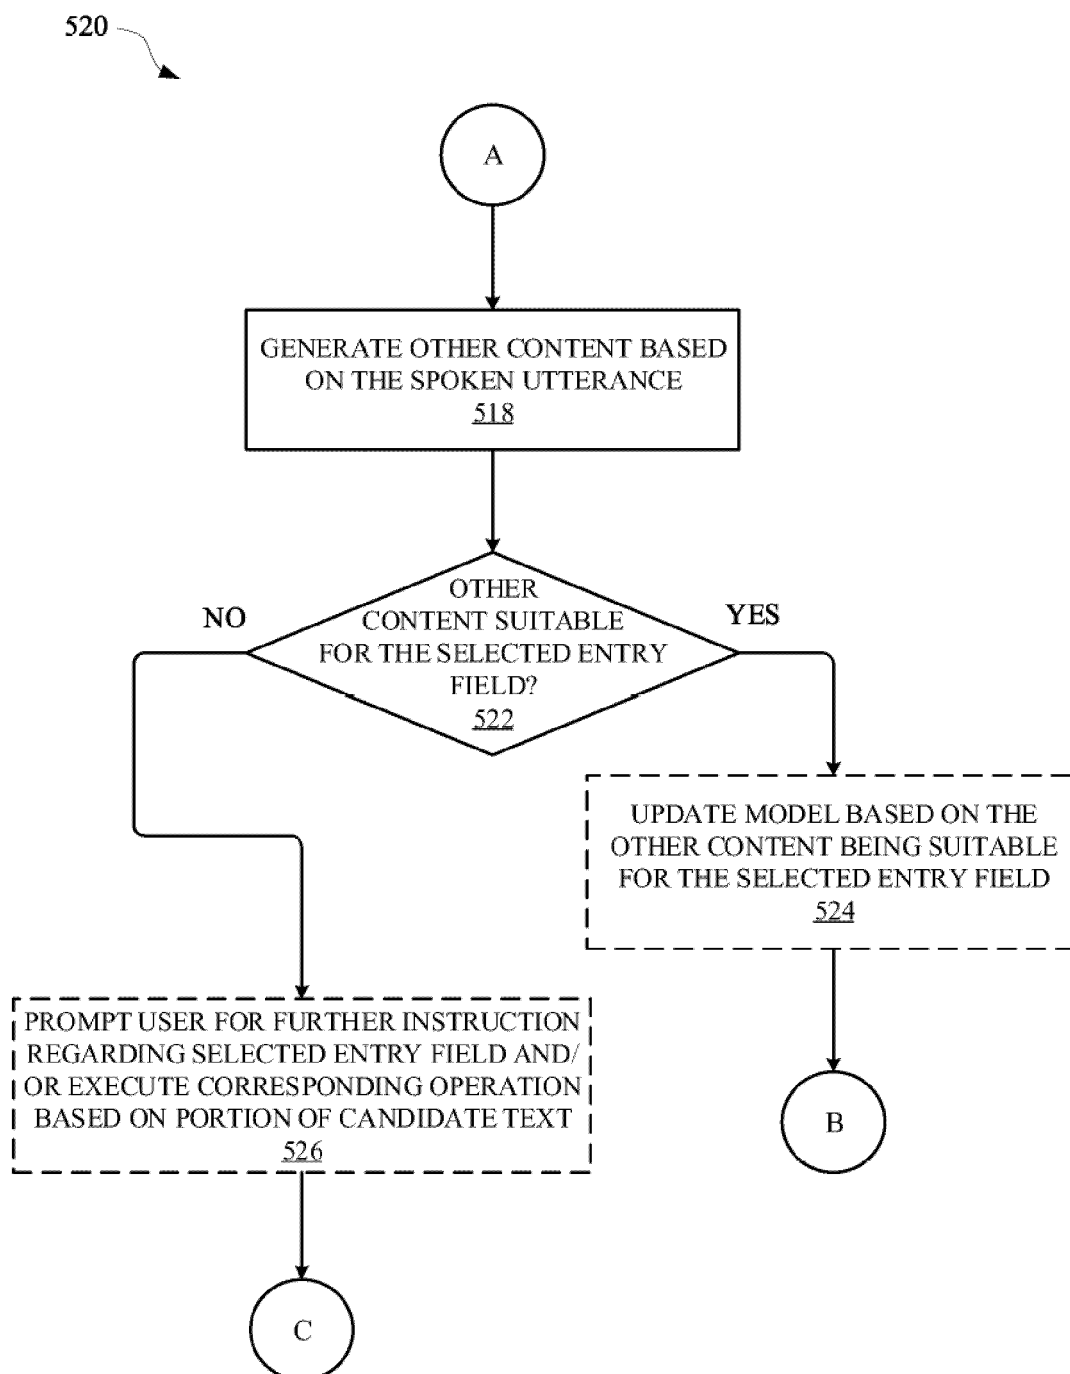 520
A
GENERATE OTHER CONTENT BASED
ON THE SPOKEN UTTERANCE
518
OTHER
CONTENT SUITABLE
FOR THE SELECTED ENTRY
FIELD?
522
NO
YES
UPDATE MODEL BASED ON THE
OTHER CONTENT BEING SUITABLE
FOR THE SELECTED ENTRY FIELD
524
PROMPT USER FOR FURTHER INSTRUCTION
REGARDING SELECTED ENTRY FIELD AND/
OR EXECUTE CORRESPONDING OPERATION
BASED ON PORTION OF CANDIDATE TEXT
526
B
C